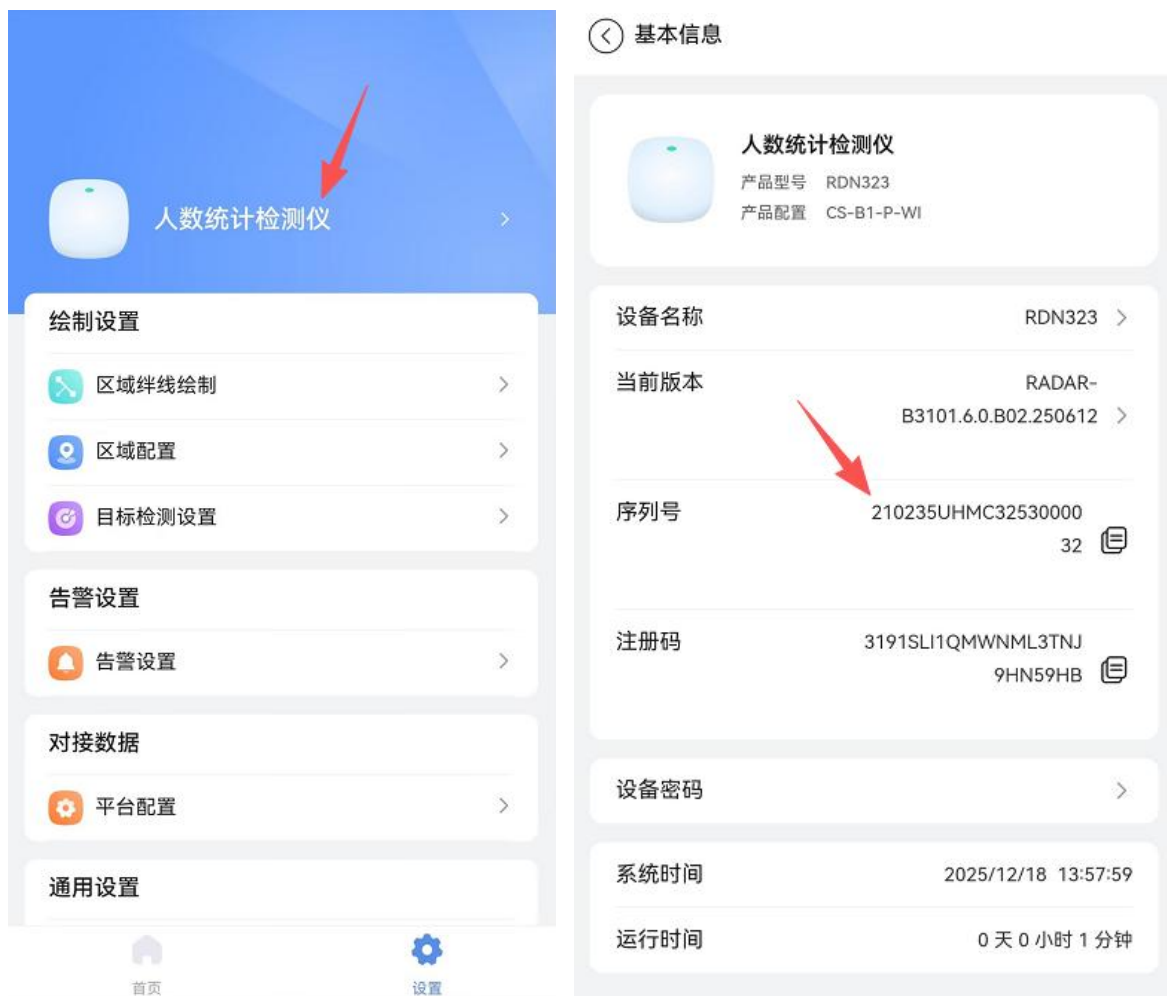 人数统计检测仪
绘制设置
区域绊线绘制
区域配置
目标检测设置
告警设置
告警设置
对接数据
平台配置
通用设置
首页
设置
基本信息
人数统计检测仪
产品型号 RDN323
产品配置 CS-B1-P-WI
设备名称 RDN323
当前版本 RADAR-
B3101.6.0.B02.250612
序列号 210235UHMC32530000
32
注册码 3191SLI1QMWNML3TNJ
9HN59HB
设备密码
系统时间 2025/12/18 13:57:59
运行时间 0 天 0 小时 1 分钟